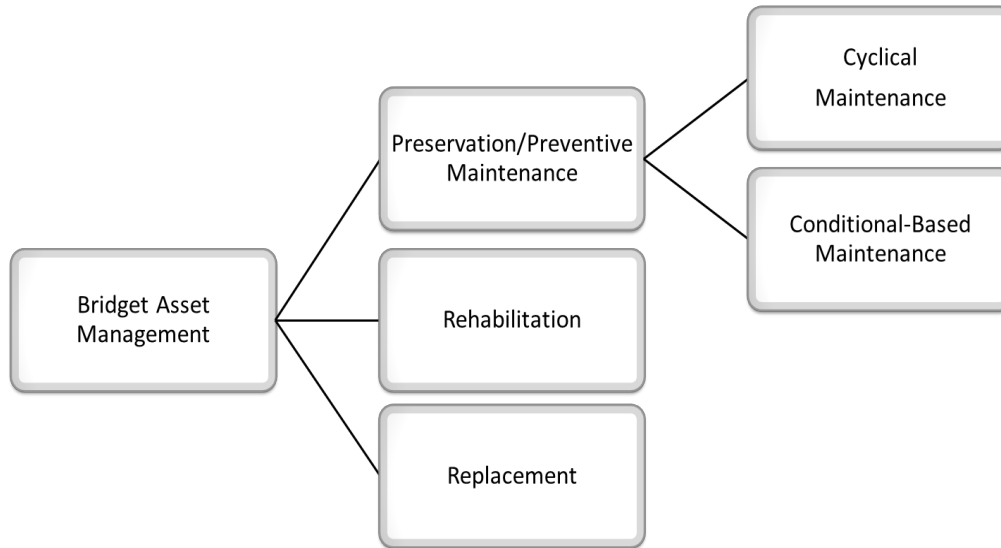 Bridget Asset
Management
Preservation/Preventive
Maintenance
Rehabilitation
Replacement
Cyclical
Maintenance
Conditional-Based
Maintenance